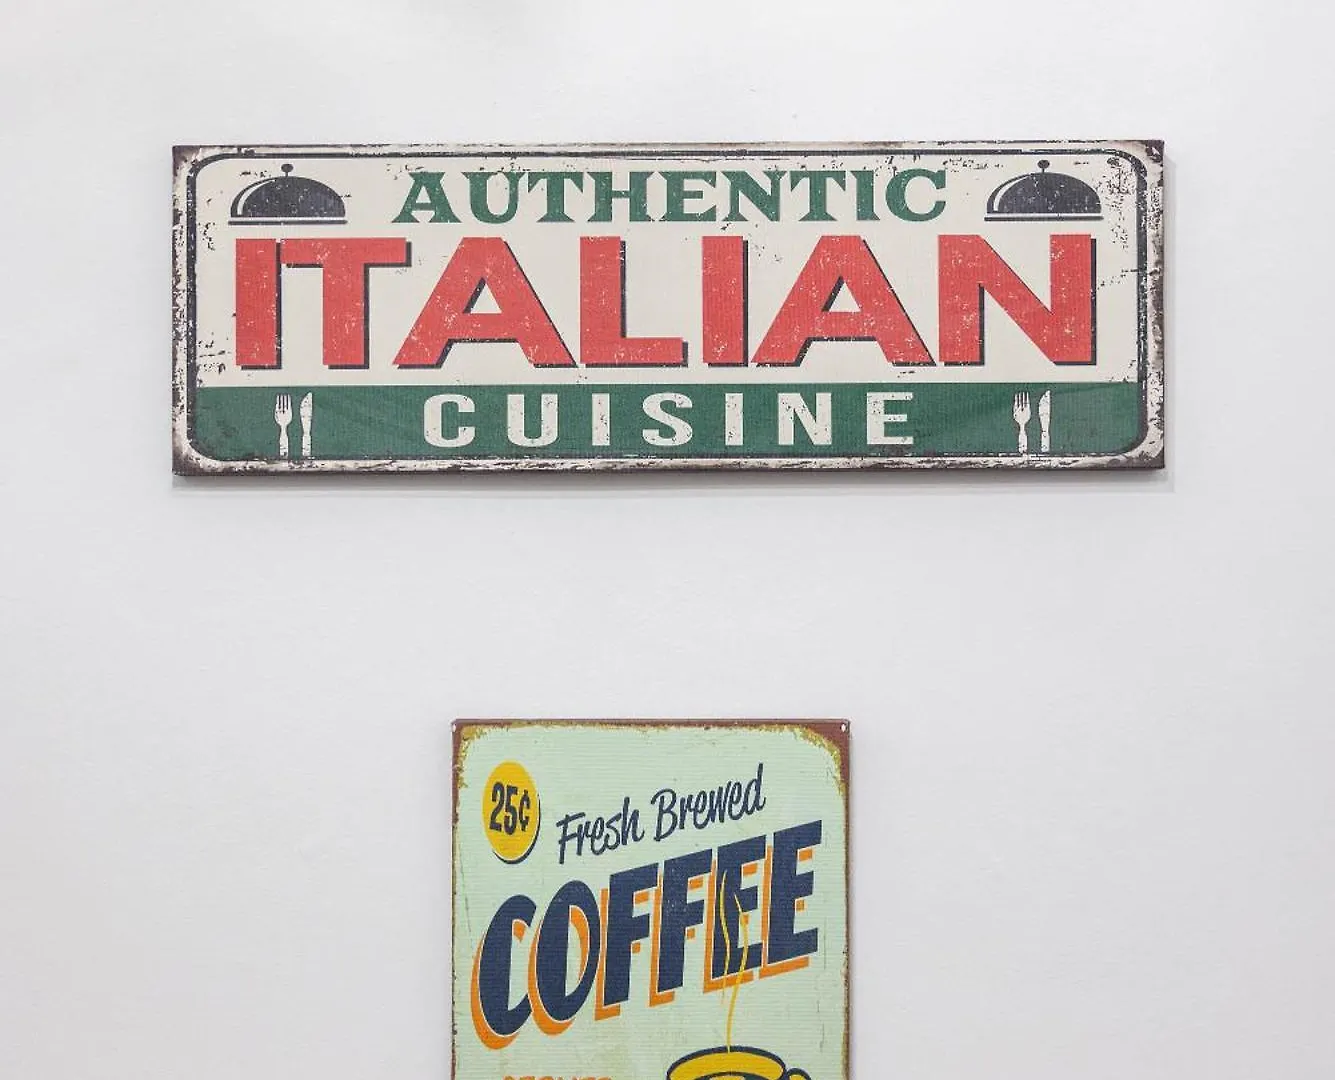 AUTHENTIC
ITALIAN
CUISINE
25¢
Fresh Brewed
COFFEE